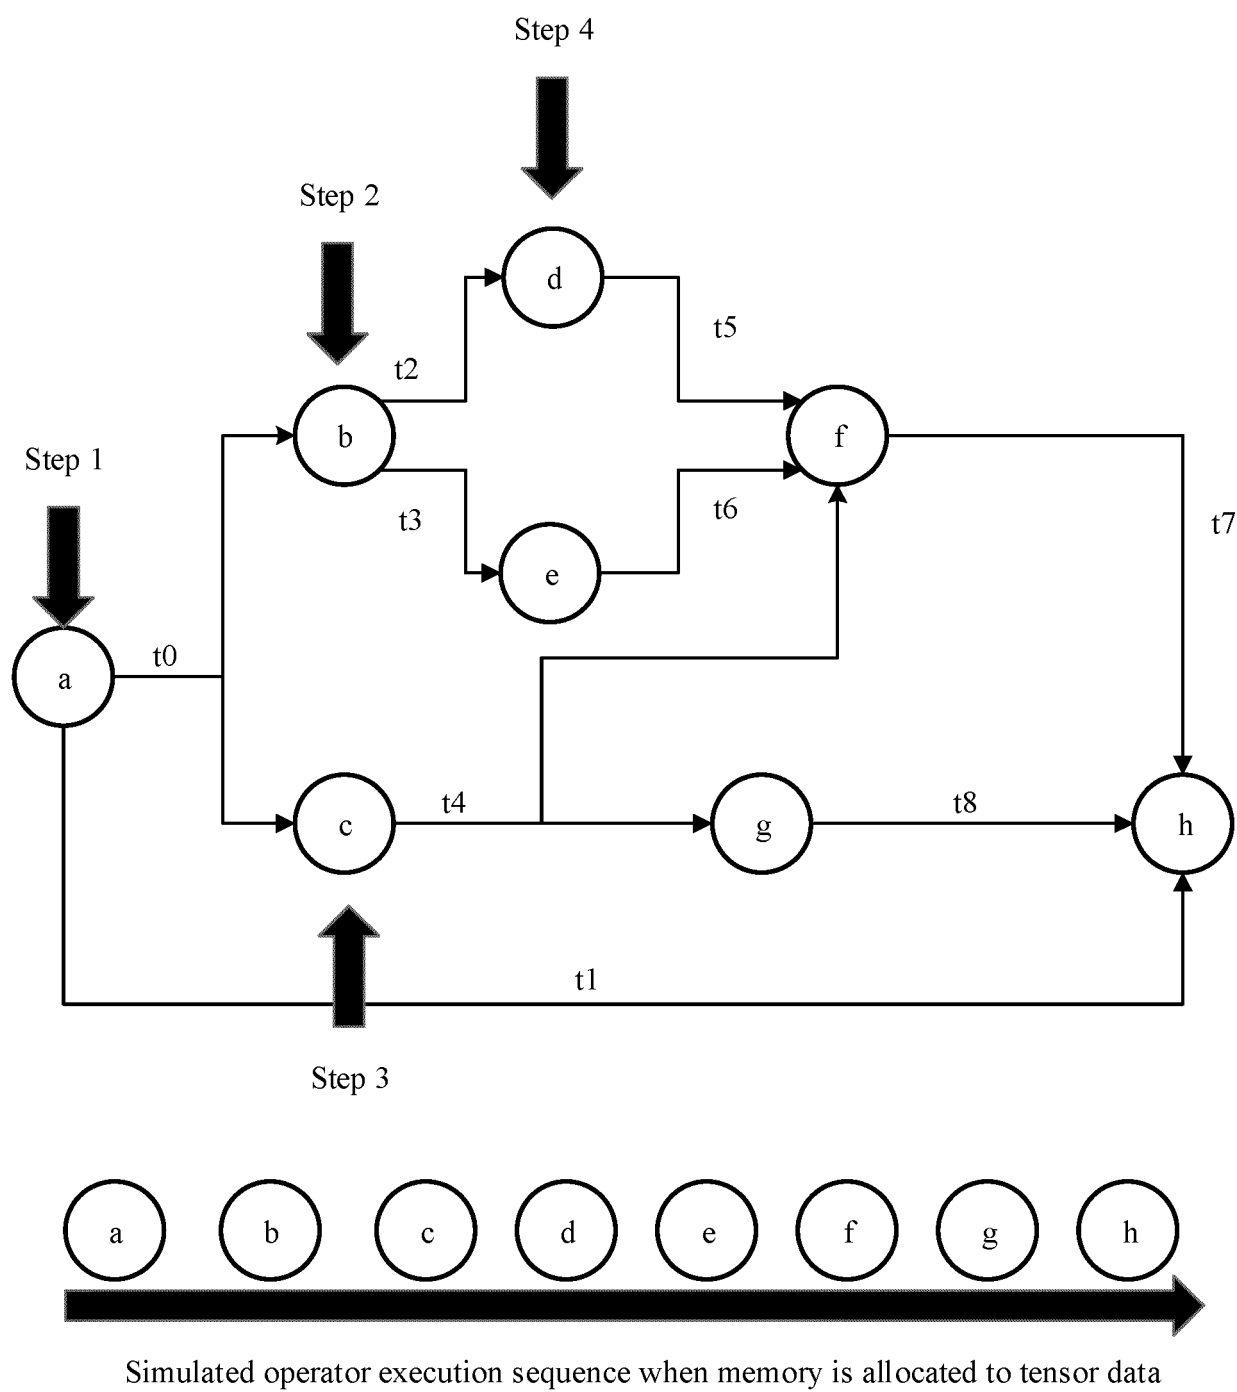 Step 4
Step 2
d
t5
t2
b
f
Step 1
t3
t6
t7
e
t0
a
t4
t8
c
g
h
t1
Step 3
a b c d e f g h
Simulated operator execution sequence when memory is allocated to tensor data